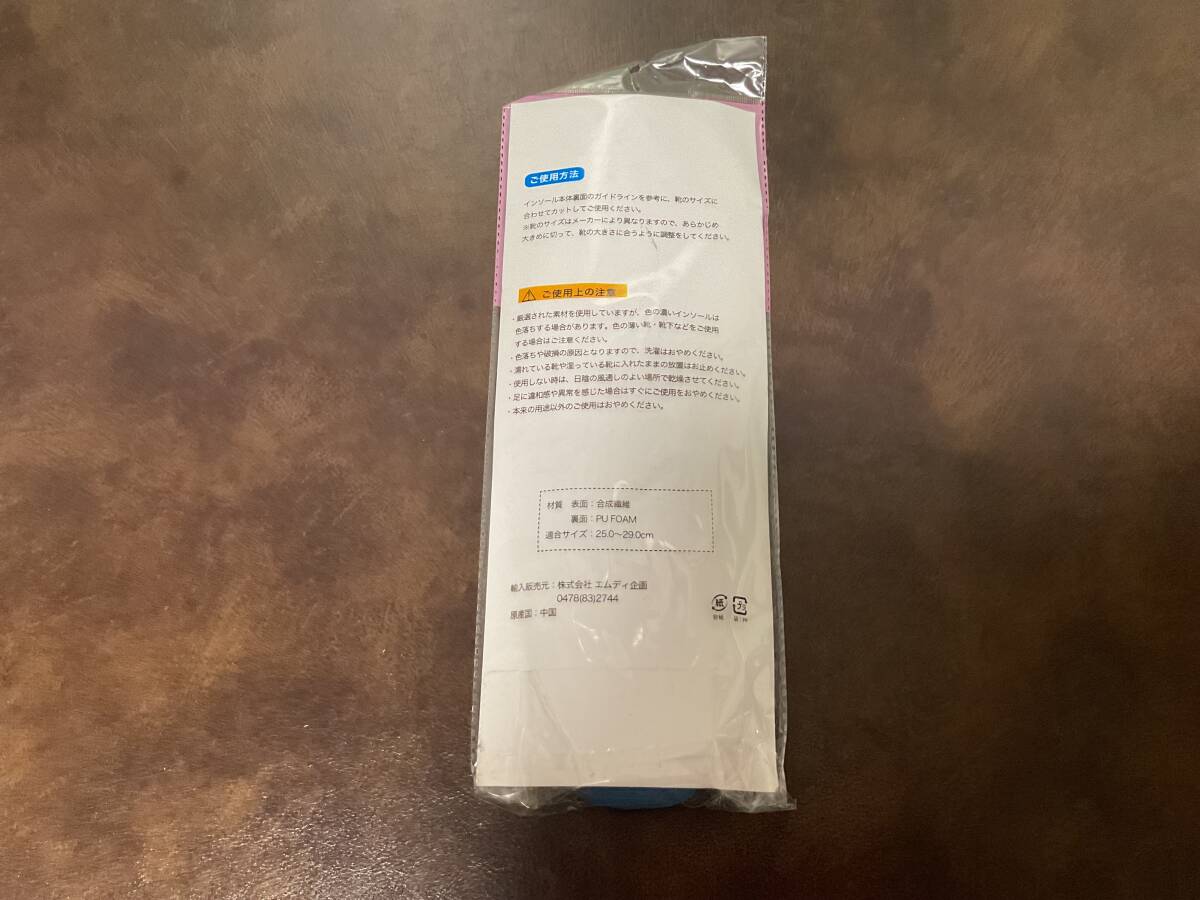 ご使用方法
インソール本体裏面のガイドラインを参考に、靴のサイズに
合わせてカットしてご使用ください。
※靴のサイズはメーカーにより異なりますので、あらかじめ
大きめに切って、靴の大きさに合うように調整をしてください。
ご使用上の注意
・厳選された素材を使用していますが、色の濃いインソールは
色落ちする場合があります。色の薄い靴・靴下などをご使用
する場合はご注意ください。
・色落ちや破損の原因となりますので、洗濯はおやめください。
・濡れている靴や湿っている靴に入れたままの放置はお止めください。
・使用しない時は、日陰の風通しのよい場所で乾燥させてください。
・足に違和感や異常を感じた場合はすぐにご使用をおやめください。
・本来の用途以外のご使用はおやめください。
材質 表面：合成繊維
裏面：PU FOAM
適合サイズ：25.0〜29.0cm
輸入販売元：株式会社 エムディ企画
0478(83)2744
原産国：中国
紙 プラ
袋：PP